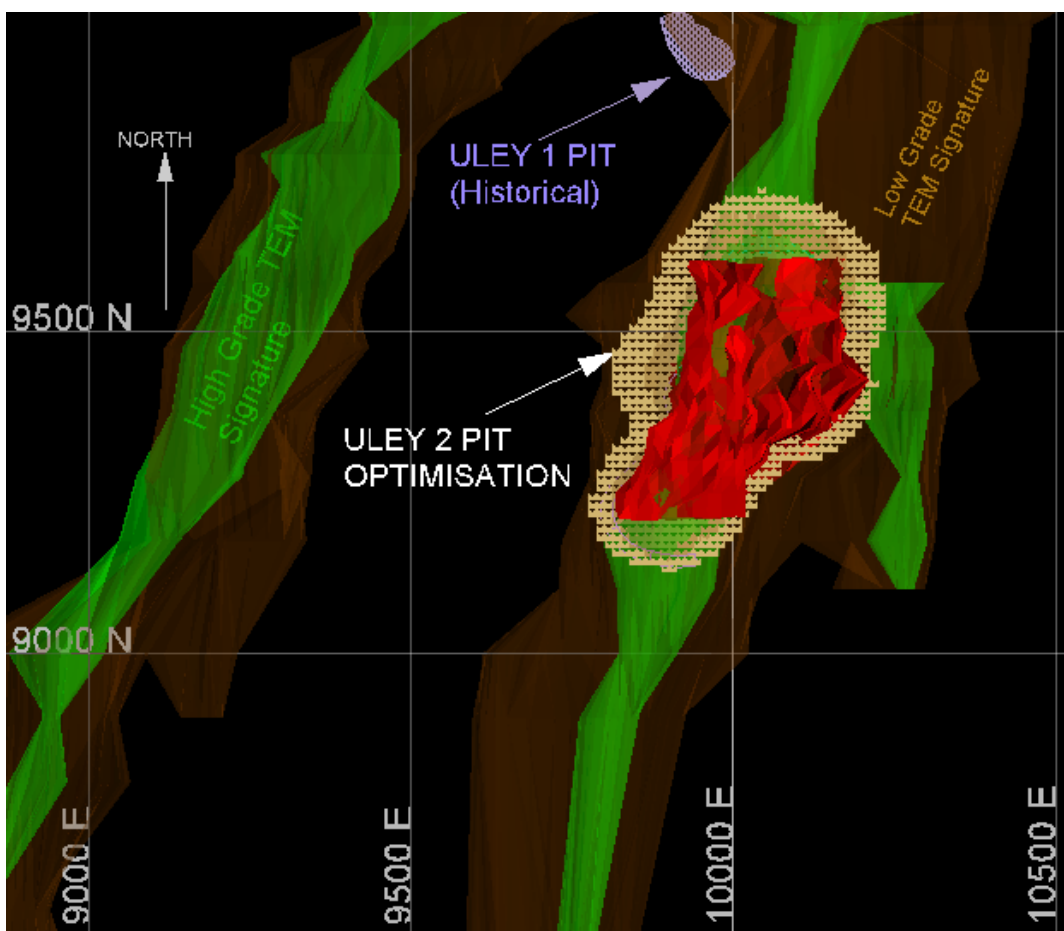 NORTH
ULEY 1 PIT
(Historical)
Low Grade
TEM Signature
High Grade TEM
Signature
9500 N
ULEY 2 PIT
OPTIMISATION
9000 N
9000 E
9500 E
10000 E
10500 E